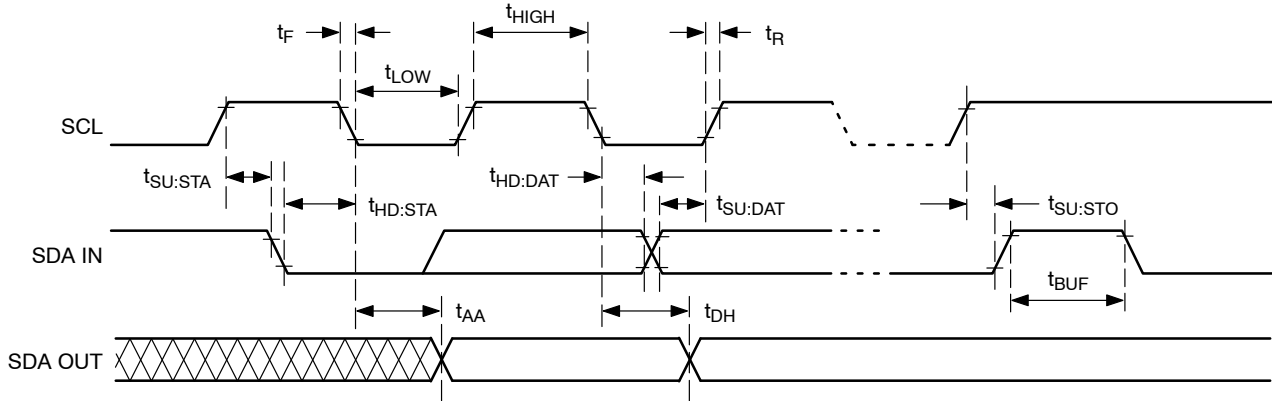 tF
tHIGH
tR
tLOW
SCL
tSU:STA
tHD:STA
tHD:DAT
tSU:DAT
tSU:STO
SDA IN
tBUF
tAA
tDH
SDA OUT